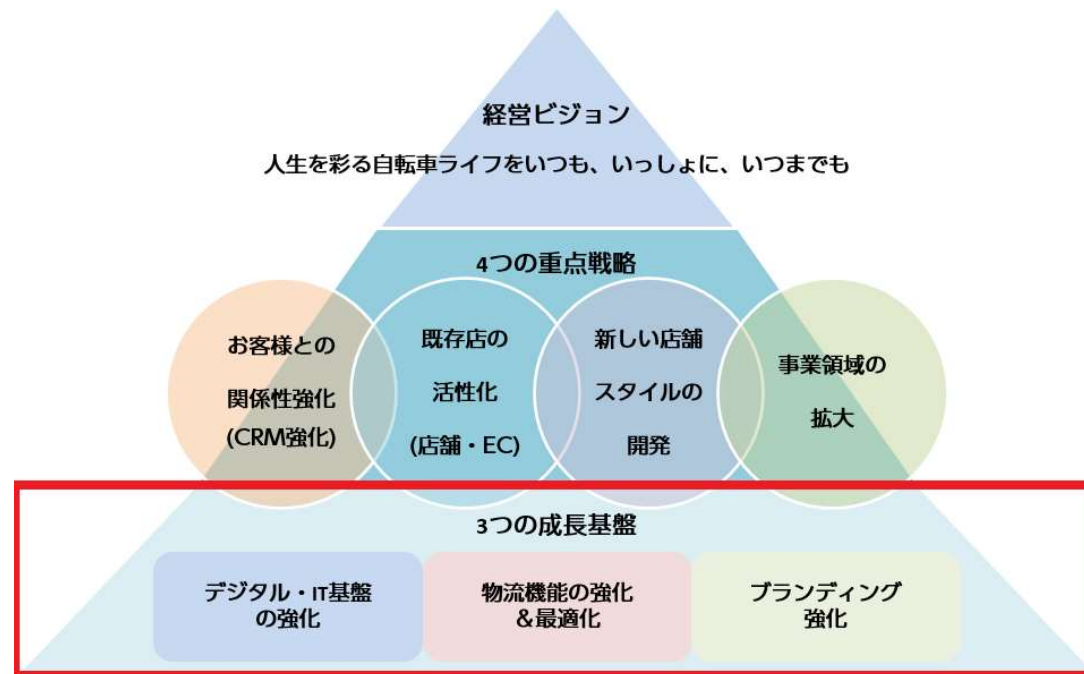 経営ビジョン
人生を彩る自転車ライフをいつも、いっしょに、いつまでも
4つの重点戦略
お客様との
関係性強化
(CRM強化)
既存店の
活性化
(店舗・EC)
新しい店舗
スタイルの
開発
事業領域の
拡大
3つの成長基盤
デジタル・IT基盤
の強化
物流機能の強化
&最適化
ブランディング
強化